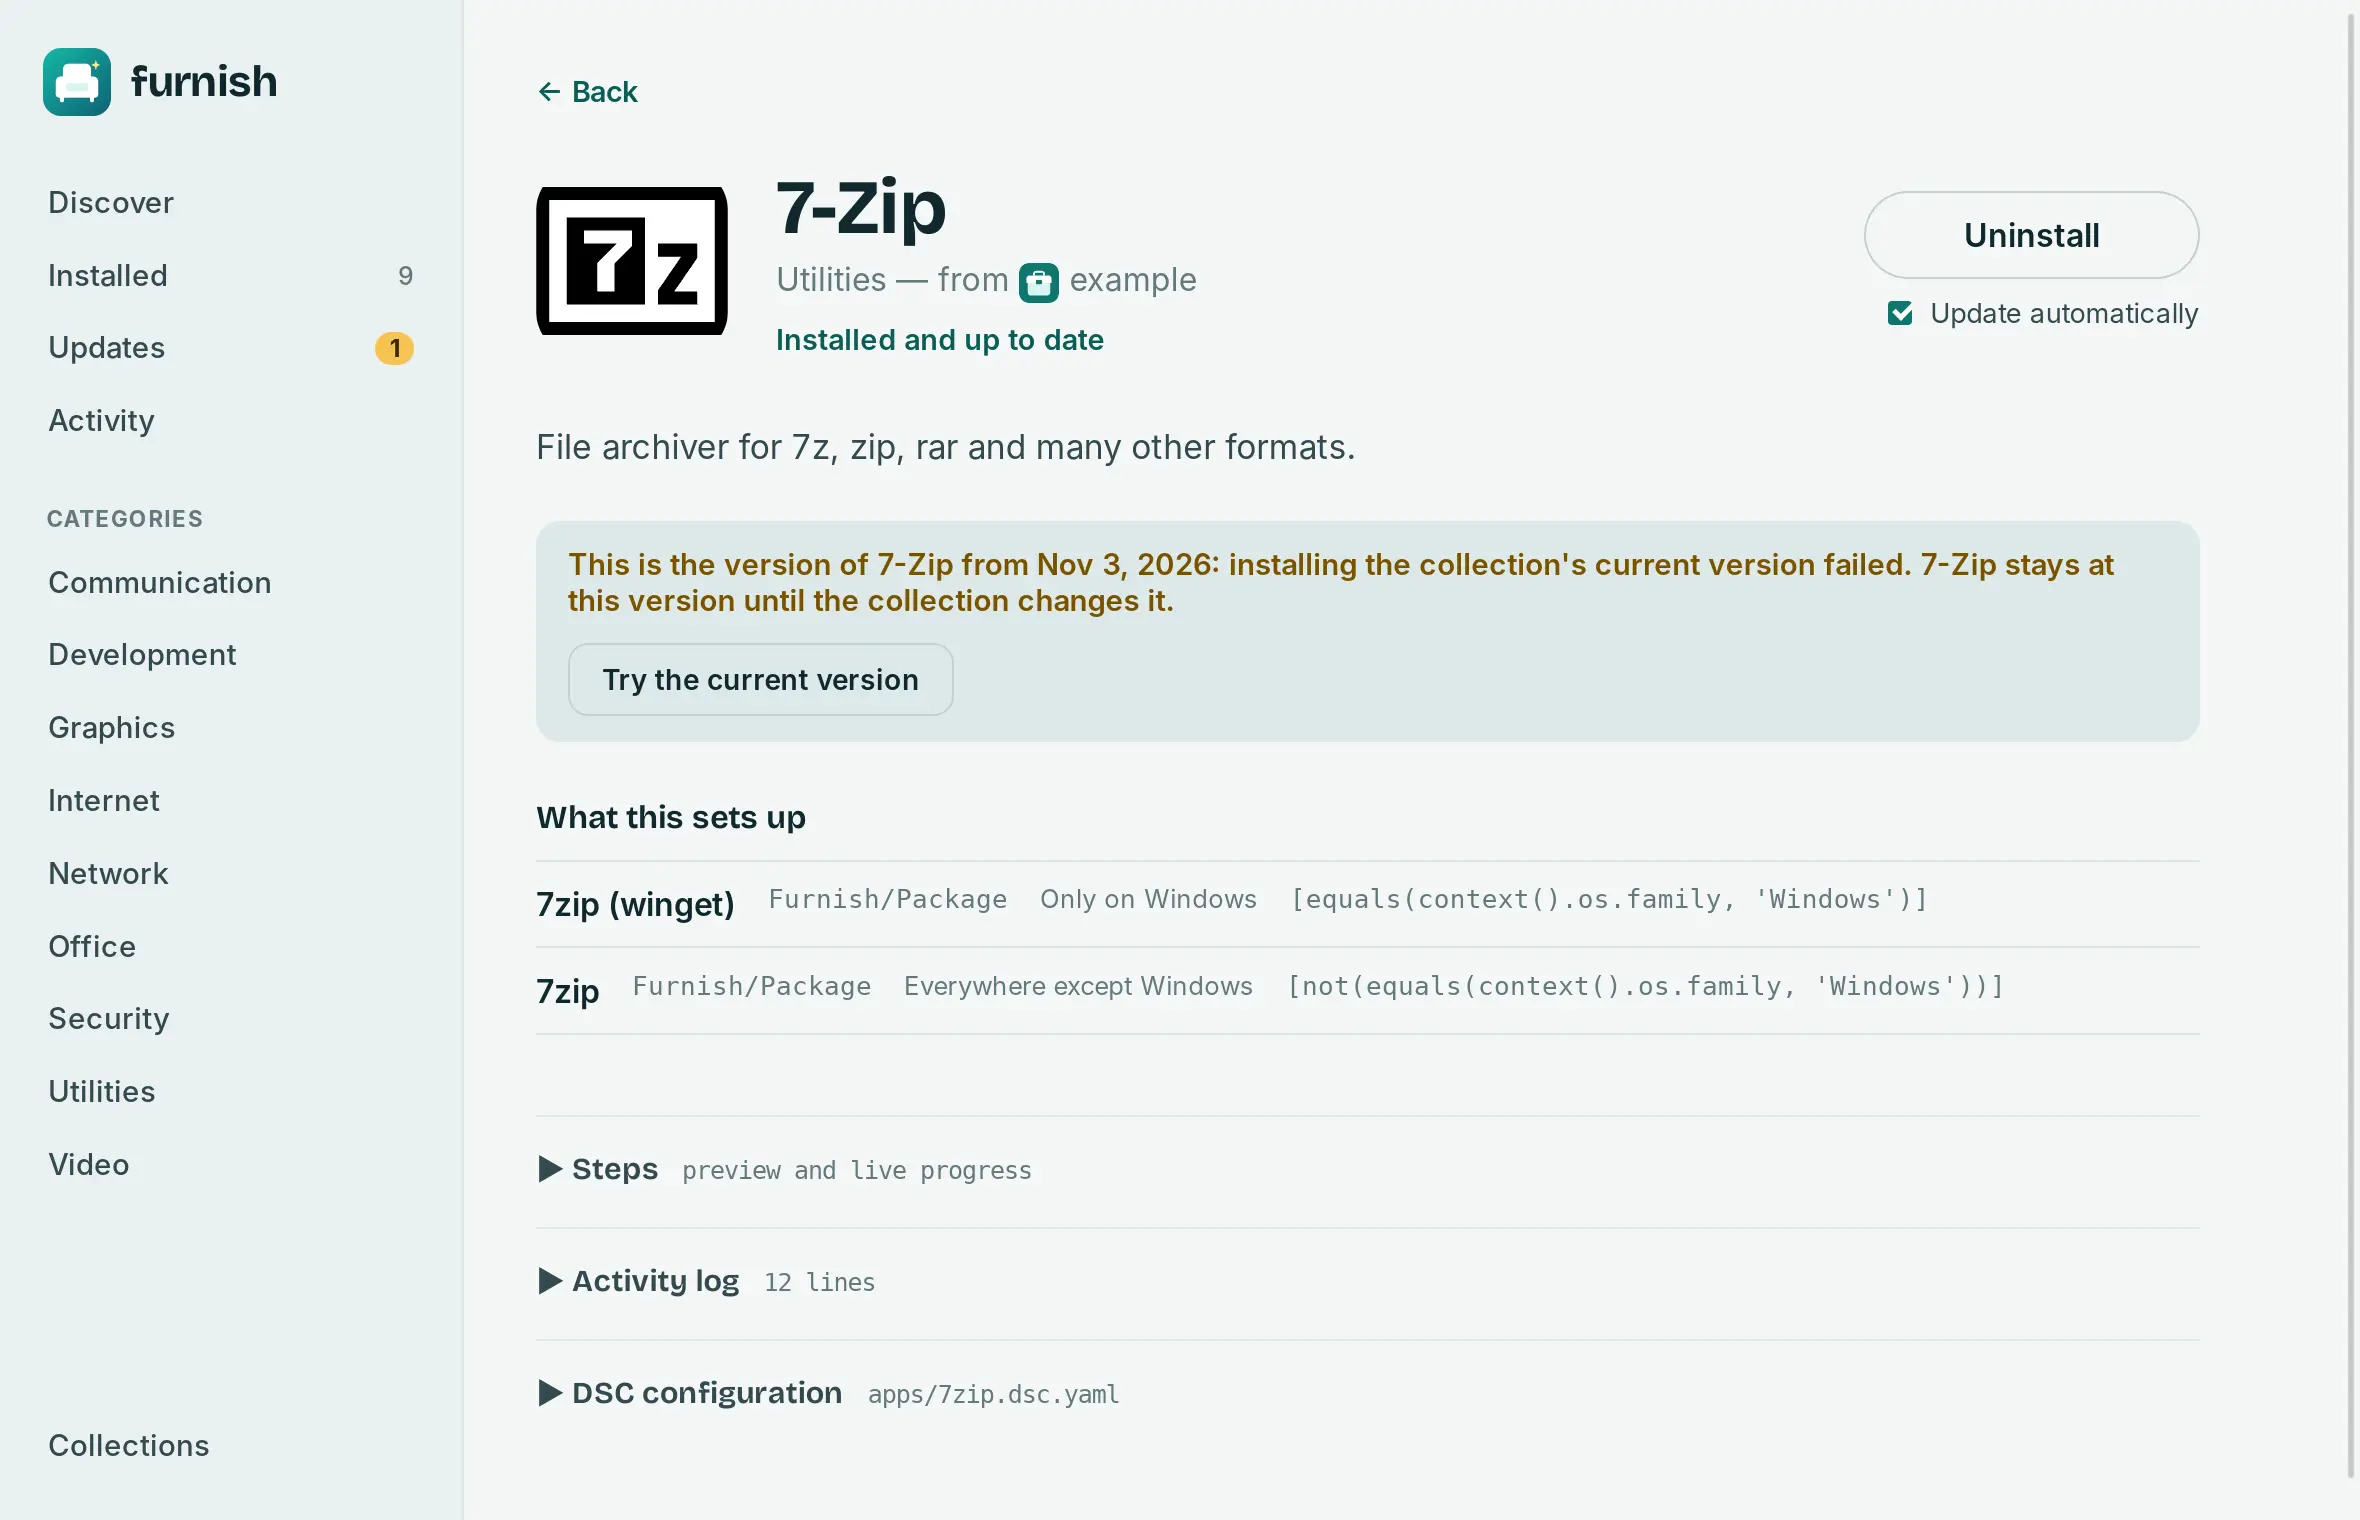 furnish
Discover
Installed 9
Updates 1
Activity
CATEGORIES
Communication
Development
Graphics
Internet
Network
Office
Security
Utilities
Video
Collections
← Back
7z
7-Zip
Utilities — from example
Installed and up to date
Uninstall
Update automatically
File archiver for 7z, zip, rar and many other formats.
This is the version of 7-Zip from Nov 3, 2026: installing the collection's current version failed. 7-Zip stays at
this version until the collection changes it.
Try the current version
What this sets up
7zip (winget) Furnish/Package Only on Windows [equals(context().os.family, 'Windows')]
7zip Furnish/Package Everywhere except Windows [not(equals(context().os.family, 'Windows'))]
▶ Steps preview and live progress
▶ Activity log 12 lines
▶ DSC configuration apps/7zip.dsc.yaml